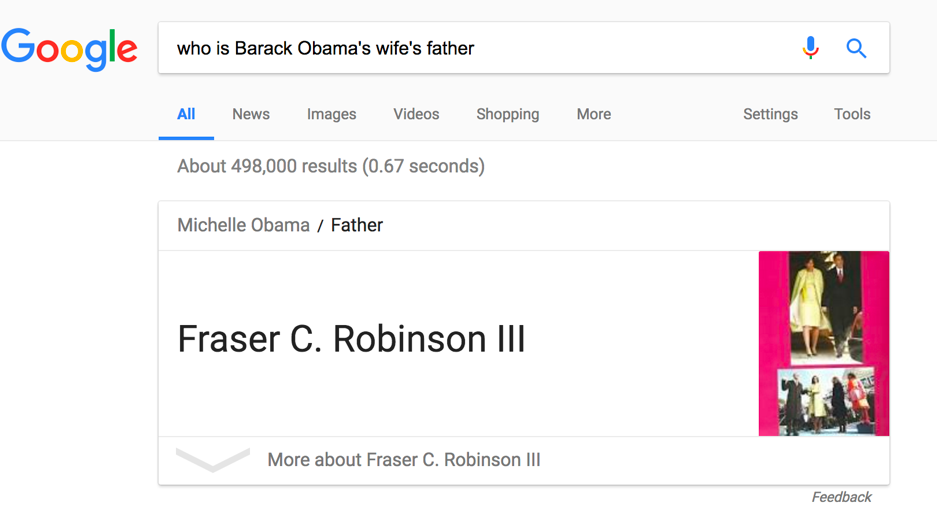 Google
who is Barack Obama's wife's father
All News Images Videos Shopping More Settings Tools
About 498,000 results (0.67 seconds)
Michelle Obama / Father
Fraser C. Robinson III
More about Fraser C. Robinson III
Feedback